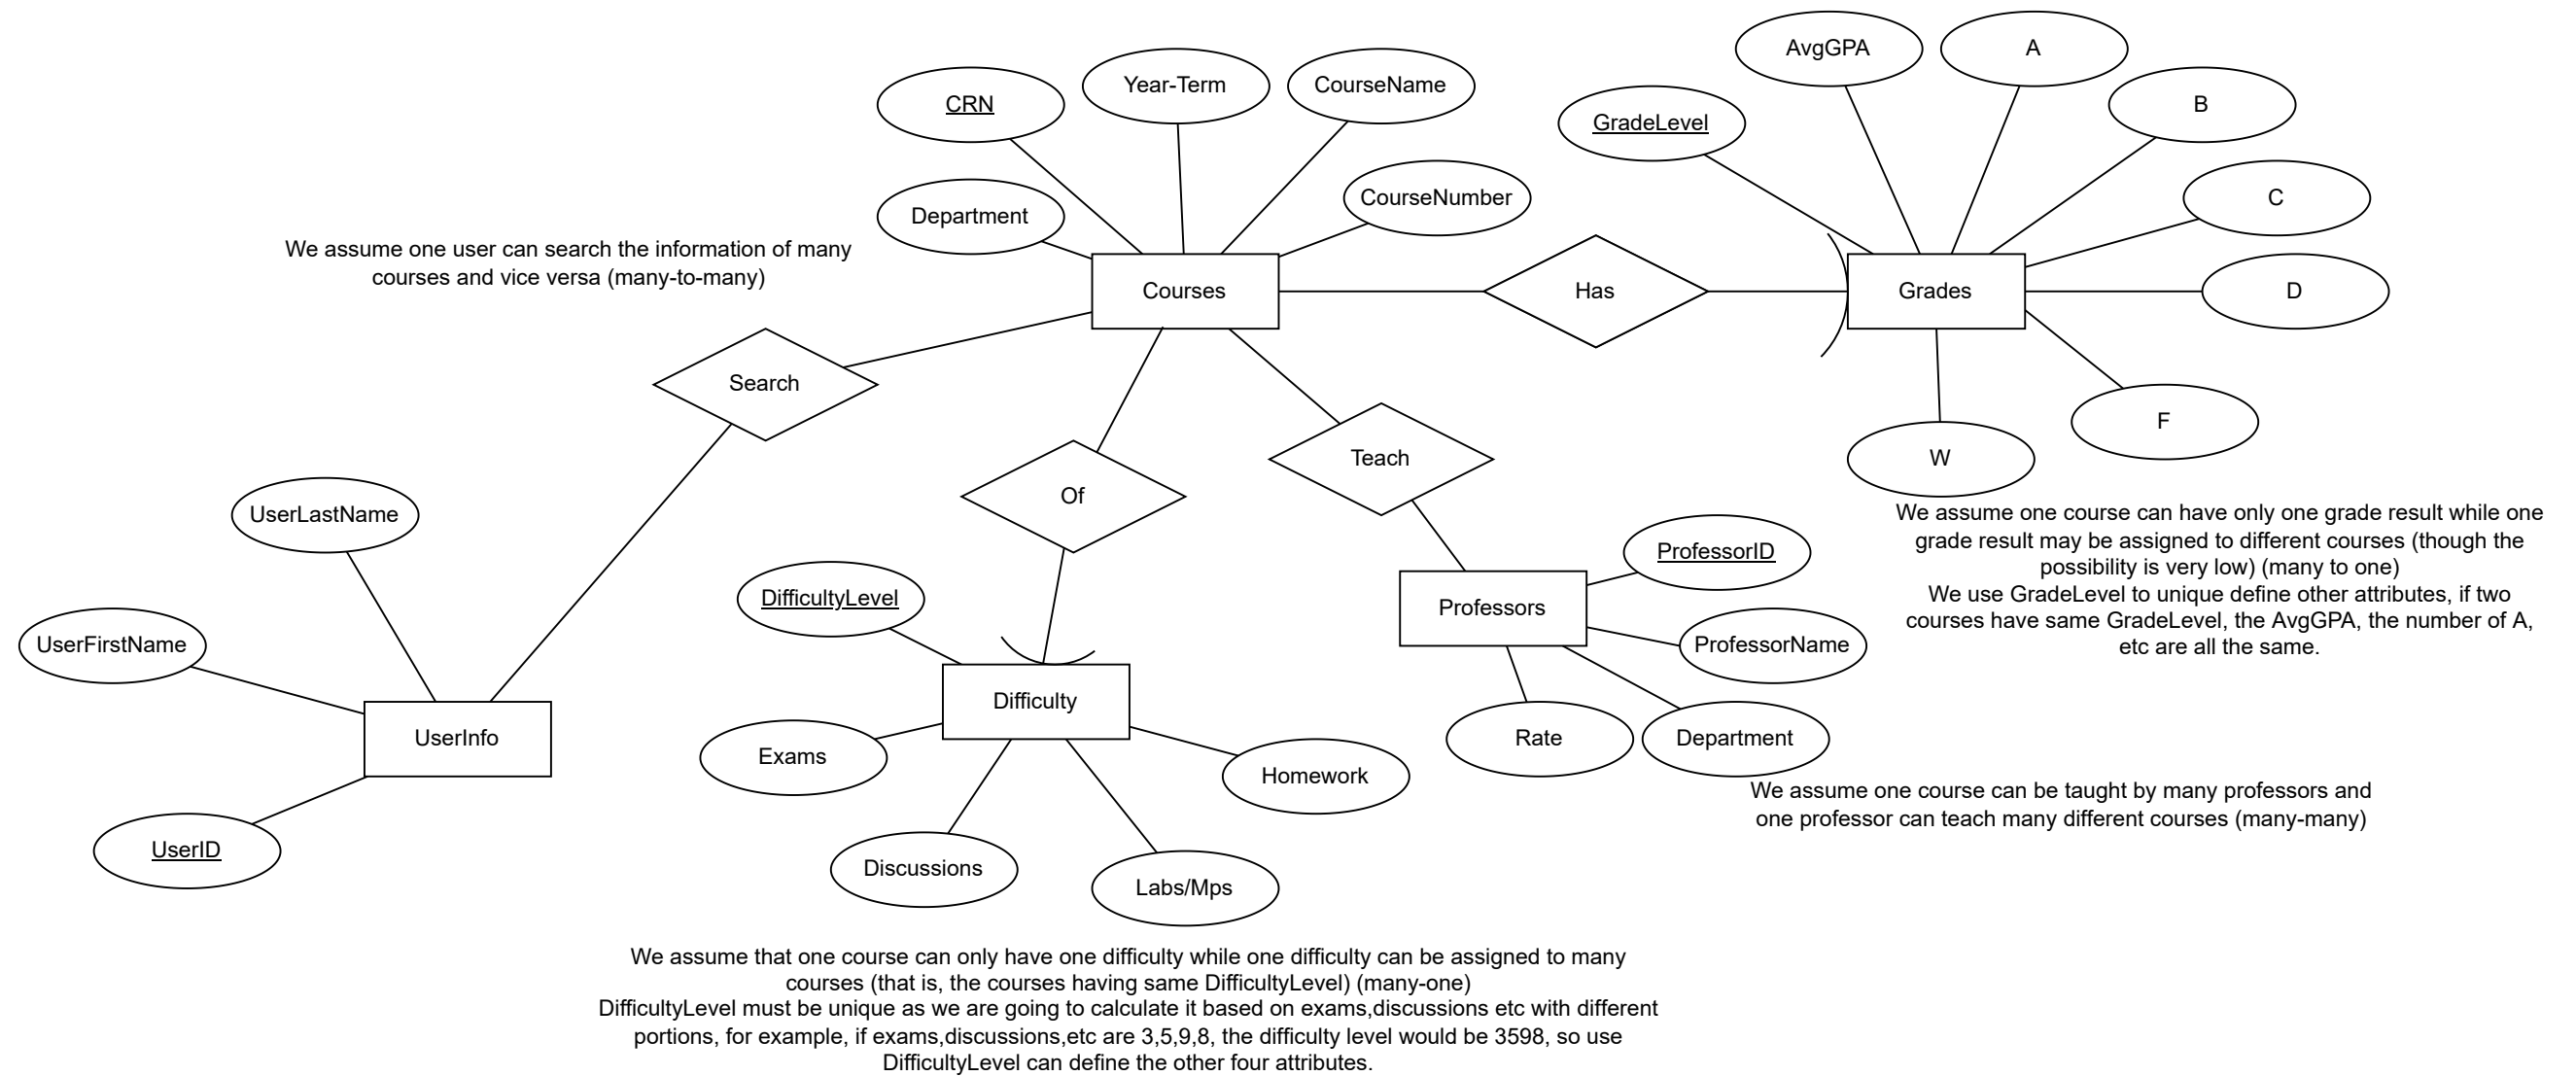 AvgGPA
A
Year-Term
CourseName
CRN
B
GradeLevel
CourseNumber
C
Department
We assume one user can search the information of many
courses and vice versa (many-to-many)
Courses
Has
Grades
D
Search
F
Teach
W
Of
UserLastName
We assume one course can have only one grade result while one
grade result may be assigned to different courses (though the
possibility is very low) (many to one)
We use GradeLevel to unique define other attributes, if two
courses have same GradeLevel, the AvgGPA, the number of A,
etc are all the same.
ProfessorID
DifficultyLevel
Professors
UserFirstName
ProfessorName
Difficulty
UserInfo
Rate
Department
Exams
Homework
We assume one course can be taught by many professors and
one professor can teach many different courses (many-many)
UserID
Discussions
Labs/Mps
We assume that one course can only have one difficulty while one difficulty can be assigned to many
courses (that is, the courses having same DifficultyLevel) (many-one)
DifficultyLevel must be unique as we are going to calculate it based on exams,discussions etc with different
portions, for example, if exams,discussions,etc are 3,5,9,8, the difficulty level would be 3598, so use
DifficultyLevel can define the other four attributes.